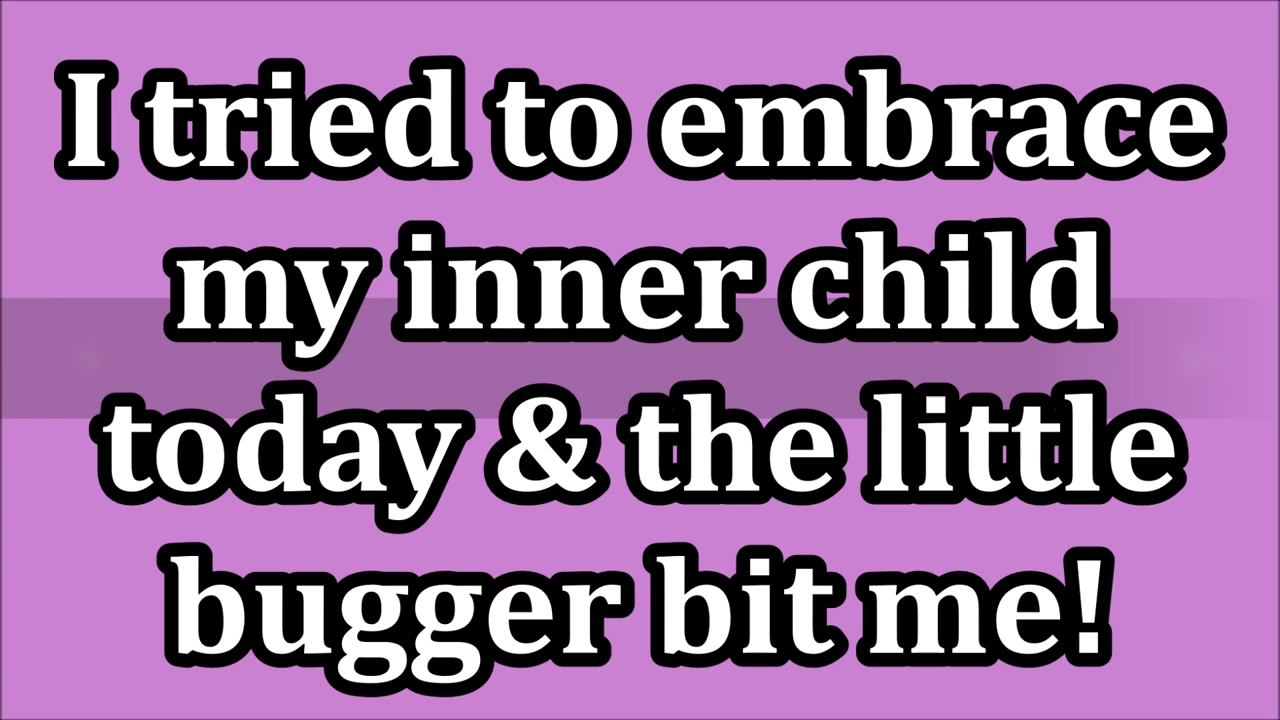 I tried to embrace
my inner child
today & the little
bugger bit me!